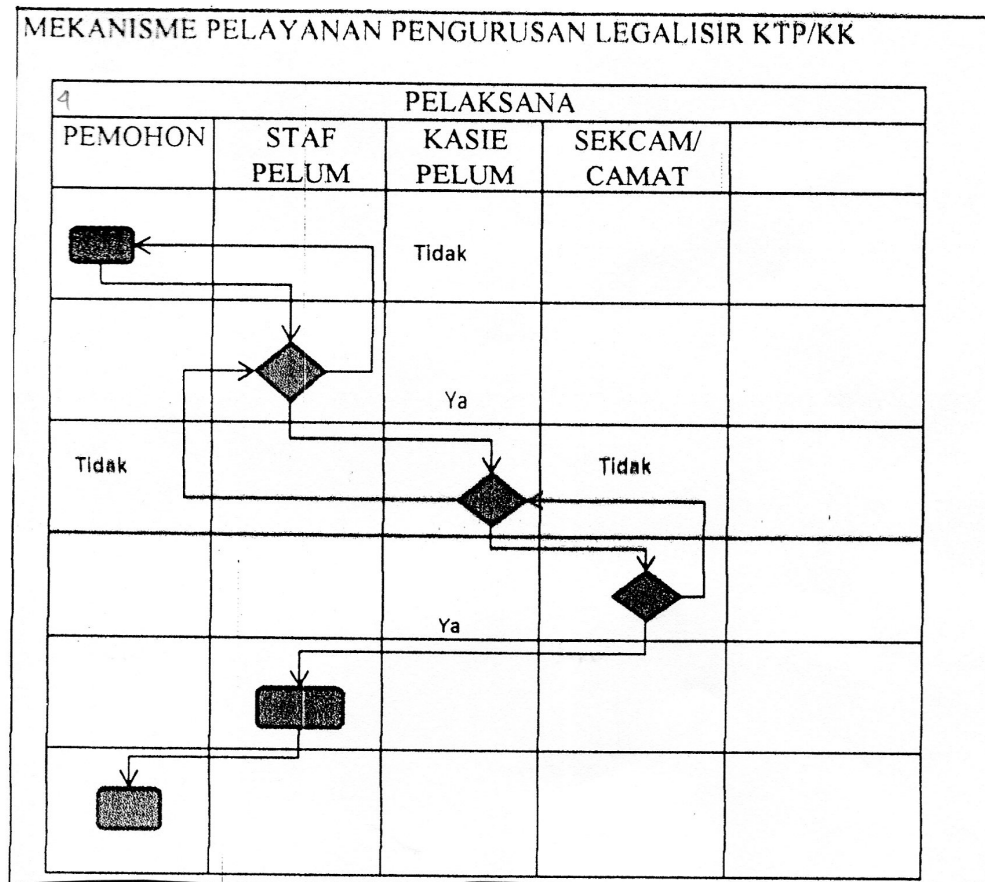 MEKANISME PELAYANAN PENGURUSAN LEGALISIR KTP/KK
4
PELAKSANA
PEMOHON
STAF
PELUM
KASIE
PELUM
SEKCAM/
CAMAT
Tidak
Ya
Tidak
Tidak
Ya